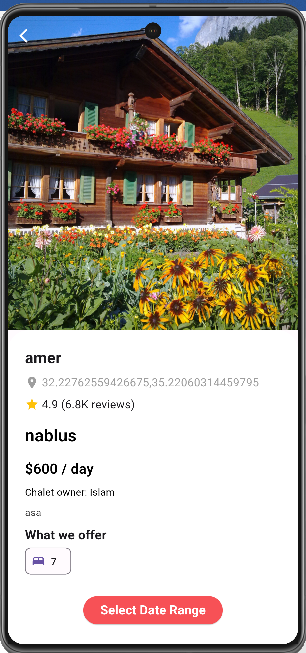 amer
32.22762559426675,35.22060314459795
4.9 (6.8K reviews)
nablus
$600 / day
Chalet owner: Islam
asa
What we offer
7
Select Date Range